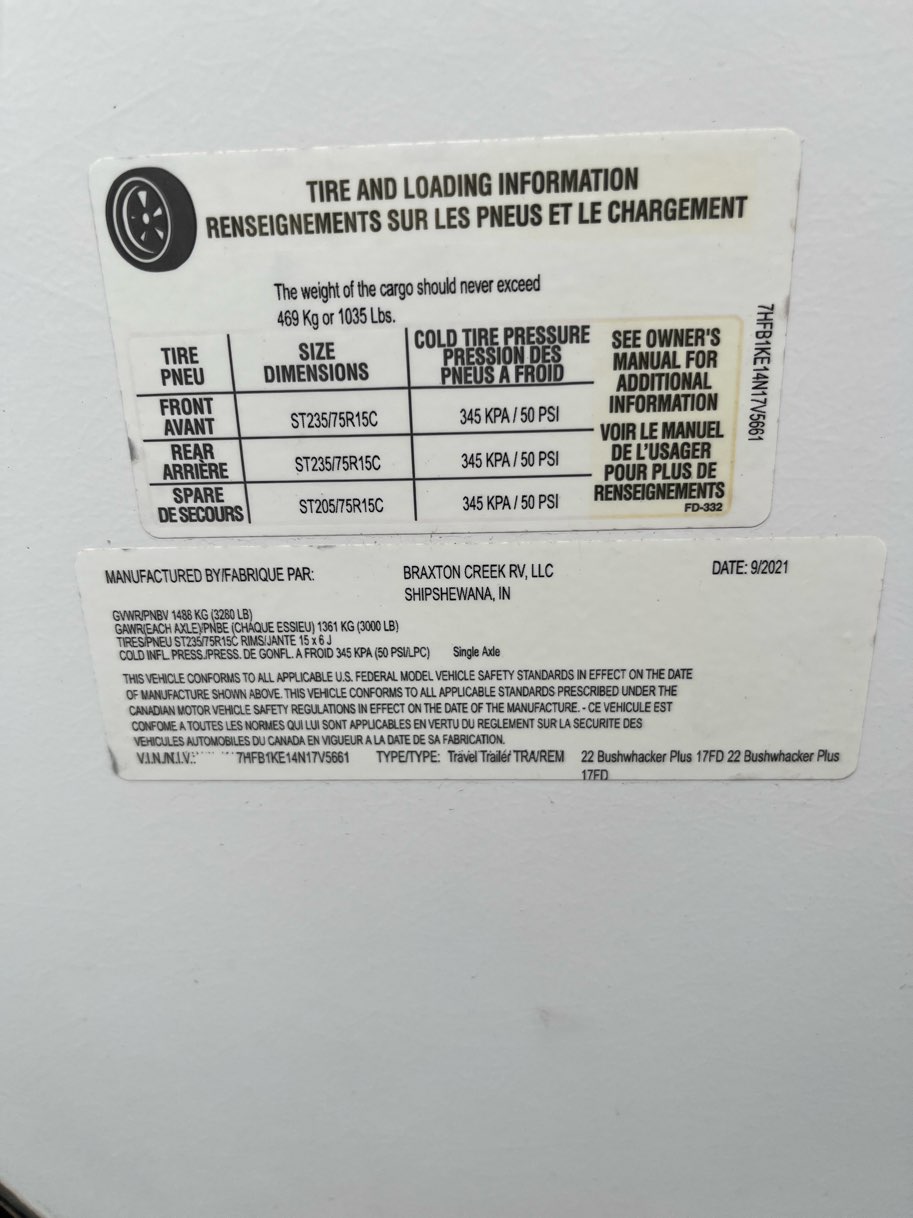 TIRE AND LOADING INFORMATION
RENSEIGNEMENTS SUR LES PNEUS ET LE CHARGEMENT
The weight of the cargo should never exceed
469 Kg or 1035 Lbs.
TIRE PNEU SIZE DIMENSIONS COLD TIRE PRESSURE PRESSION DES PNEUS A FROID
FRONT AVANT ST235/75R15C 345 KPA / 50 PSI
REAR ARRIÈRE ST235/75R15C 345 KPA / 50 PSI
SPARE DE SECOURS ST205/75R15C 345 KPA / 50 PSI
SEE OWNER'S
MANUAL FOR
ADDITIONAL
INFORMATION
VOIR LE MANUEL
DE L'USAGER
POUR PLUS DE
RENSEIGNEMENTS
FD-332
7HFB1KE14N17V5661
MANUFACTURED BY/FABRIQUE PAR: BRAXTON CREEK RV, LLC DATE: 9/2021
SHIPSHEWANA, IN
GVWR/PNBV 1488 KG (3280 LB)
GAWR(EACH AXLE)/PNBE (CHAQUE ESSIEU) 1361 KG (3000 LB)
TIRES/PNEU ST235/75R15C RIMS/JANTE 15 x 6 J
COLD INFL. PRESS./PRESS. DE GONFL. A FROID 345 KPA (50 PSI/LPC) Single Axle
THIS VEHICLE CONFORMS TO ALL APPLICABLE U.S. FEDERAL MODEL VEHICLE SAFETY STANDARDS IN EFFECT ON THE DATE
OF MANUFACTURE SHOWN ABOVE. THIS VEHICLE CONFORMS TO ALL APPLICABLE STANDARDS PRESCRIBED UNDER THE
CANADIAN MOTOR VEHICLE SAFETY REGULATIONS IN EFFECT ON THE DATE OF THE MANUFACTURE. - CE VEHICULE EST
CONFOME A TOUTES LES NORMES QUI LUI SONT APPLICABLES EN VERTU DU REGLEMENT SUR LA SECURITE DES
VEHICULES AUTOMOBILES DU CANADA EN VIGUEUR A LA DATE DE SA FABRICATION.
V.I.N./N.I.V.: 7HFB1KE14N17V5661 TYPE/TYPE: Travel Trailer TRA/REM 22 Bushwhacker Plus 17FD 22 Bushwhacker Plus
17FD